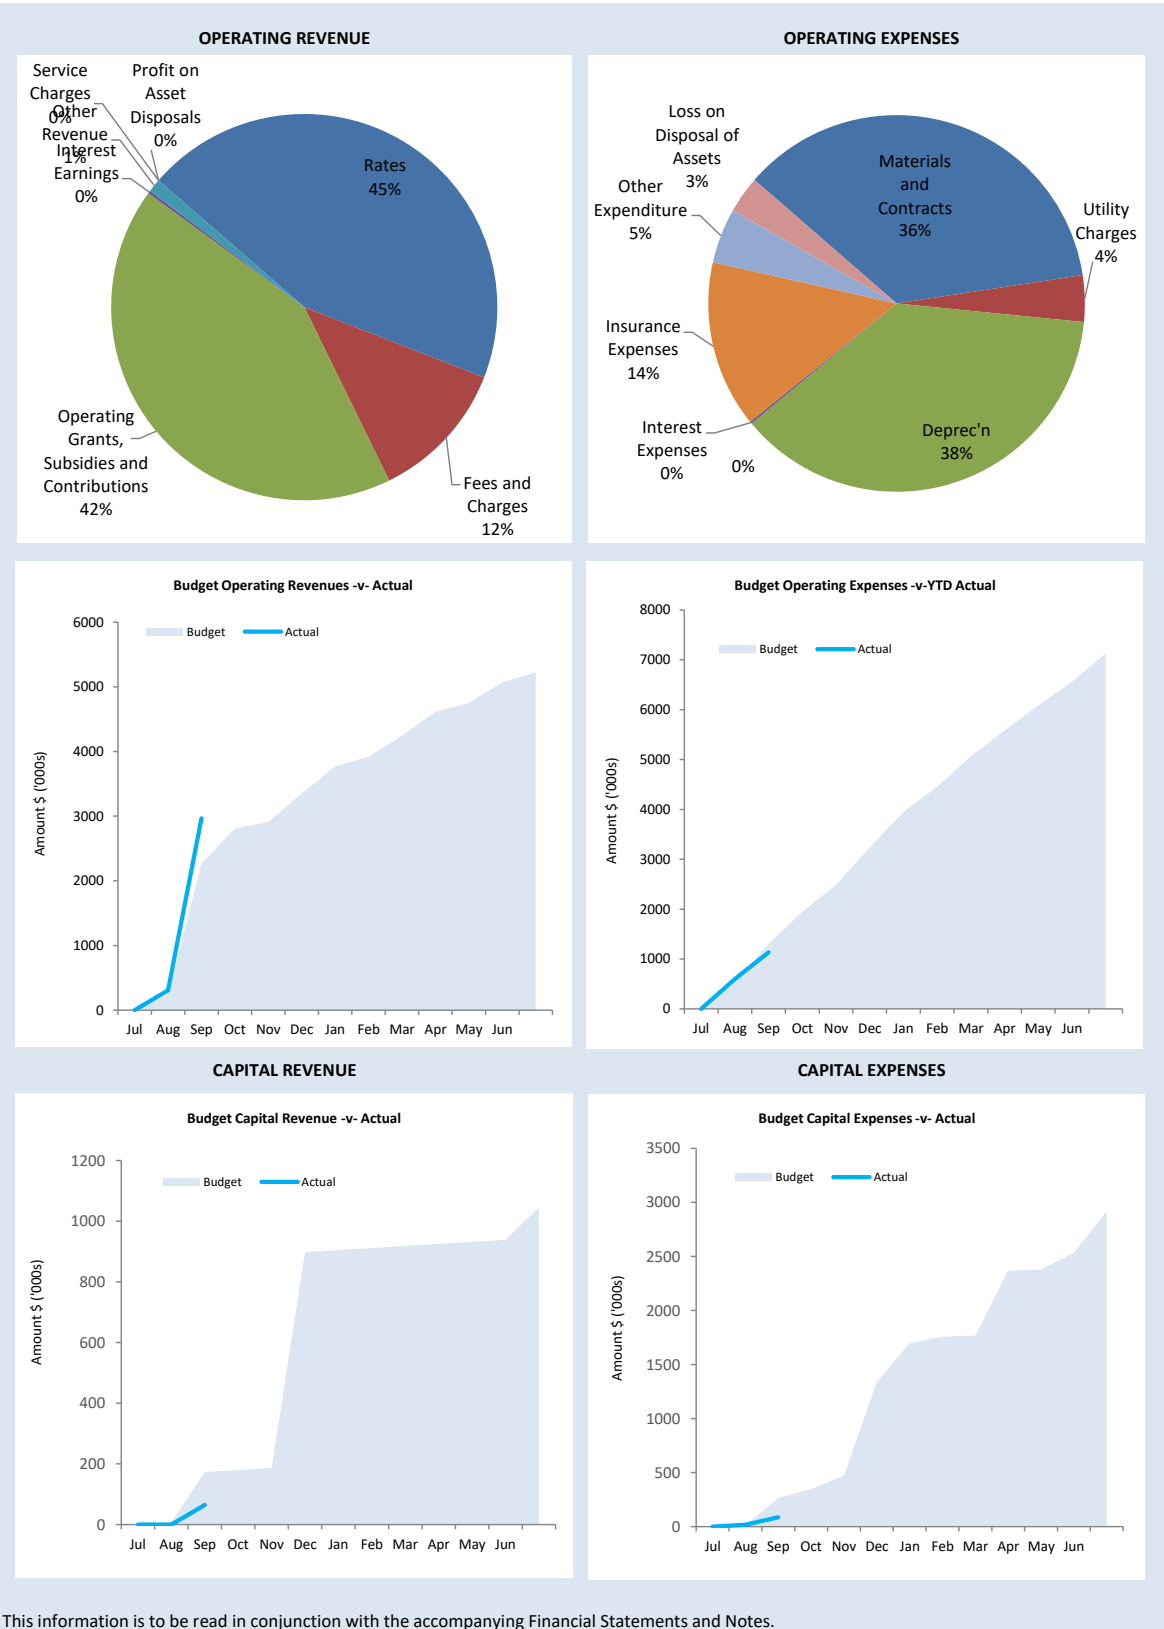 OPERATING REVENUE
Service
Charges
0%
Other
Revenue
1%
Interest
Earnings
0%
Profit on
Asset
Disposals
0%
Rates
45%
Operating
Grants,
Subsidies and
Contributions
42%
Fees and
Charges
12%
OPERATING EXPENSES
Loss on
Disposal of
Assets
3%
Other
Expenditure
5%
Materials
and
Contracts
36%
Utility
Charges
4%
Insurance
Expenses
14%
Interest
Expenses
0%
0%
Deprec'n
38%
Budget Operating Revenues -v- Actual
Budget
Actual
Amount $ ('000s)
6000
5000
4000
3000
2000
1000
0
Jul Aug Sep Oct Nov Dec Jan Feb Mar Apr May Jun
Budget Operating Expenses -v-YTD Actual
Budget
Actual
Amount $ ('000s)
8000
7000
6000
5000
4000
3000
2000
1000
0
Jul Aug Sep Oct Nov Dec Jan Feb Mar Apr May Jun
CAPITAL REVENUE
Budget Capital Revenue -v- Actual
Budget
Actual
Amount $ ('000s)
1200
1000
800
600
400
200
0
Jul Aug Sep Oct Nov Dec Jan Feb Mar Apr May Jun
CAPITAL EXPENSES
Budget Capital Expenses -v- Actual
Budget
Actual
Amount $ ('000s)
3500
3000
2500
2000
1500
1000
500
0
Jul Aug Sep Oct Nov Dec Jan Feb Mar Apr May Jun
This information is to be read in conjunction with the accompanying Financial Statements and Notes.